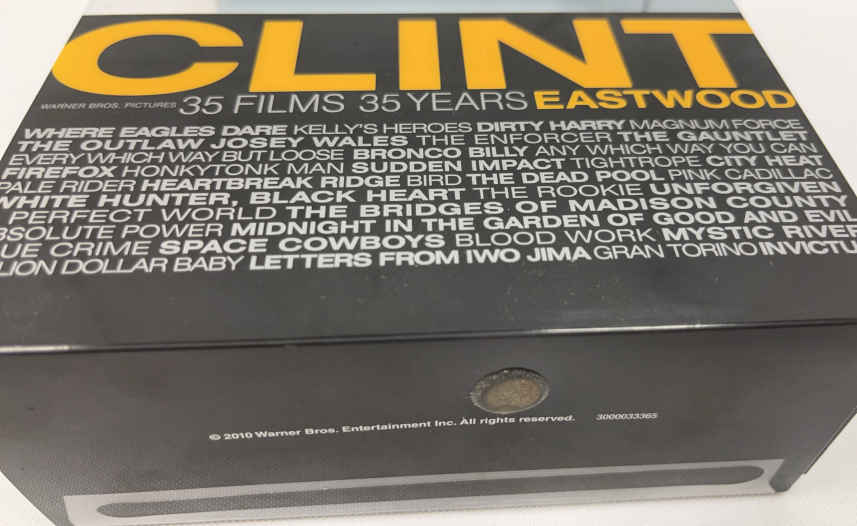 CLINT
WARNER BROS. PICTURES 35 FILMS 35 YEARS EASTWOOD
WHERE EAGLES DARE KELLY'S HEROES DIRTY HARRY MAGNUM FORCE
THE OUTLAW JOSEY WALES THE ENFORCER THE GAUNTLET
EVERY WHICH WAY BUT LOOSE BRONCO BILLY ANY WHICH WAY YOU CAN
FIREFOX HONKYTONK MAN SUDDEN IMPACT TIGHTROPE CITY HEAT
PALE RIDER HEARTBREAK RIDGE BIRD THE DEAD POOL PINK CADILLAC
WHITE HUNTER, BLACK HEART THE ROOKIE UNFORGIVEN
PERFECT WORLD THE BRIDGES OF MADISON COUNTY
BSOLUTE POWER MIDNIGHT IN THE GARDEN OF GOOD AND EVIL
UE CRIME SPACE COWBOYS BLOOD WORK MYSTIC RIVER
LION DOLLAR BABY LETTERS FROM IWO JIMA GRAN TORINO INVICTU
© 2010 Warner Bros. Entertainment Inc. All rights reserved. 3000033365